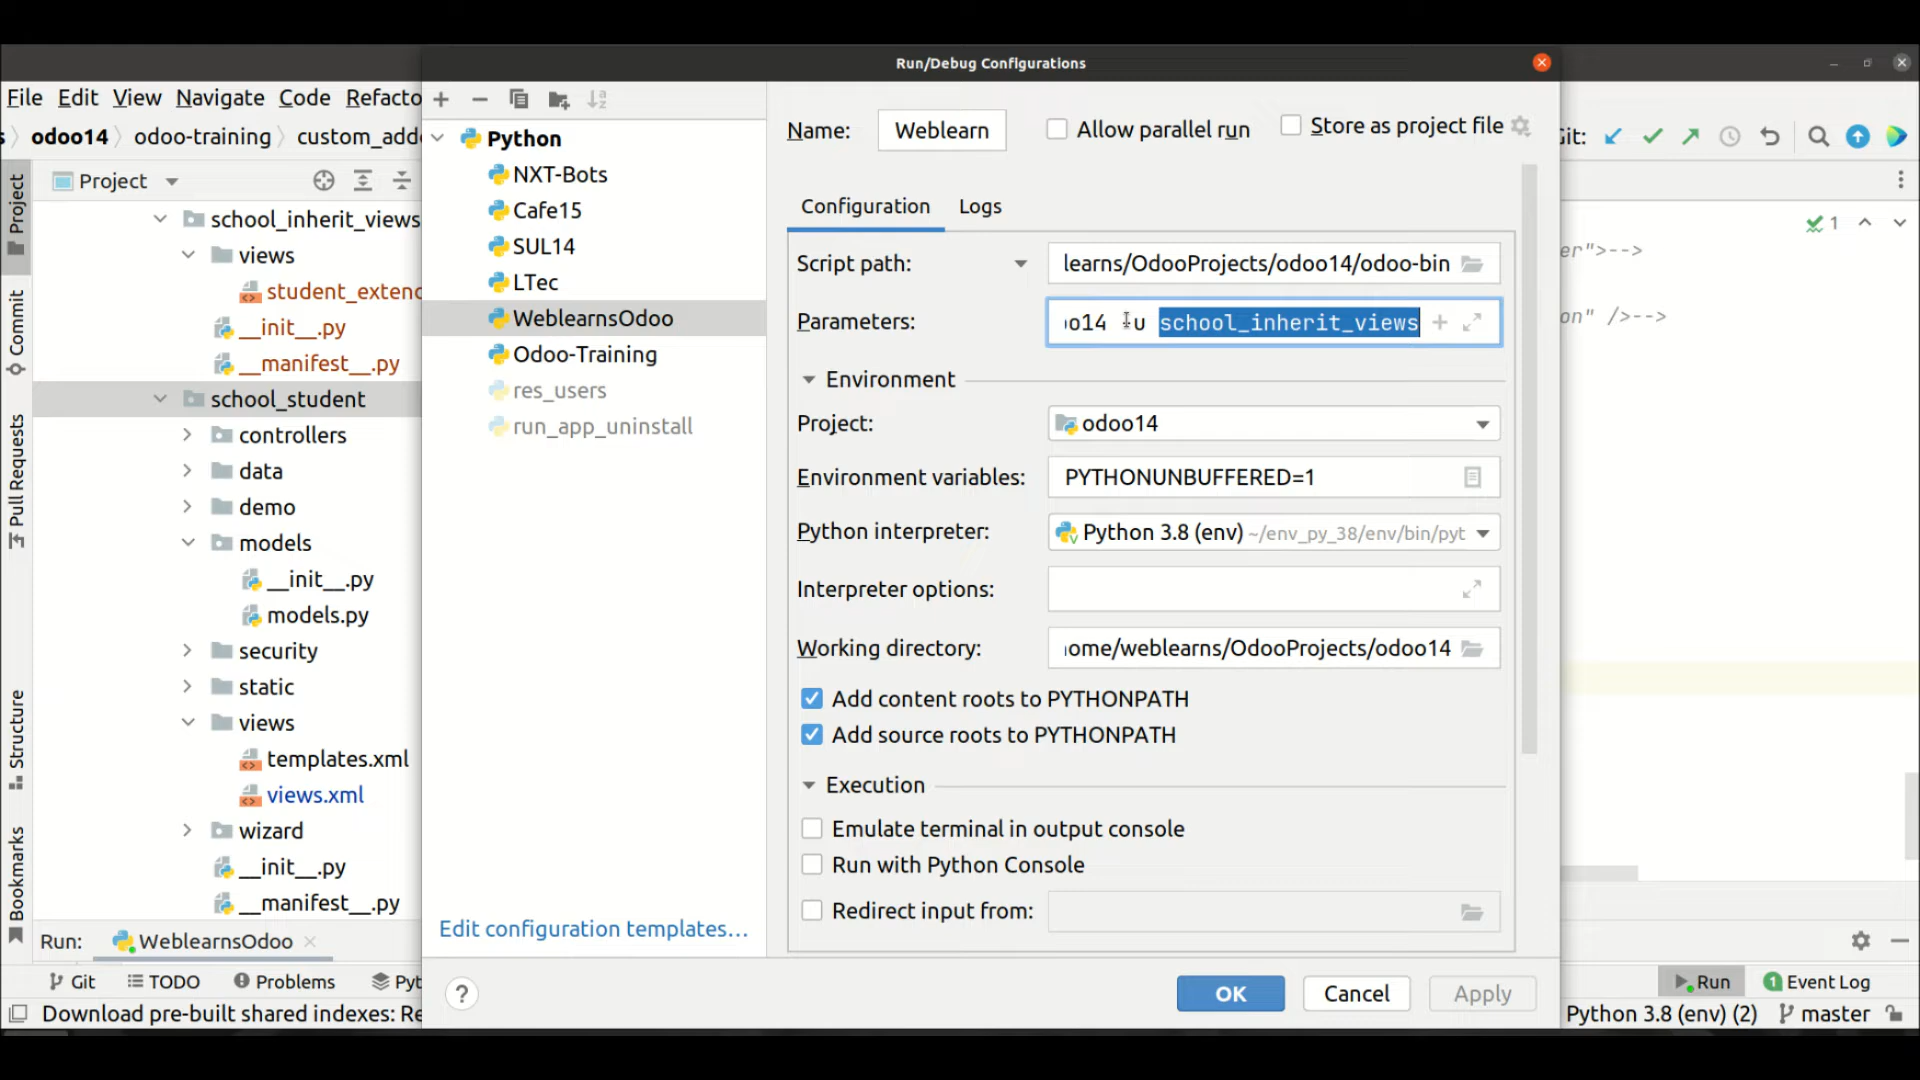 Run/Debug Configurations
File Edit View Navigate Code Refacto
odoo14 odoo-training custom_add
Git:
Project
school_inherit_views
views
student_extend
__init__.py
__manifest__.py
school_student
controllers
data
demo
models
__init__.py
models.py
security
static
views
templates.xml
views.xml
wizard
__init__.py
__manifest__.py
Project
Commit
Pull Requests
Structure
Bookmarks
Python
NXT-Bots
Cafe15
SUL14
LTec
WeblearnsOdoo
Odoo-Training
res_users
run_app_uninstall
Edit configuration templates...
Name: Weblearn Allow parallel run Store as project file
Configuration Logs
Script path: learns/OdooProjects/odoo14/odoo-bin
Parameters: oo14 -u school_inherit_views
Environment
Project: odoo14
Environment variables: PYTHONUNBUFFERED=1
Python interpreter: Python 3.8 (env) ~/env_py_38/env/bin/pyt
Interpreter options:
Working directory: home/weblearns/OdooProjects/odoo14
Add content roots to PYTHONPATH
Add source roots to PYTHONPATH
Execution
Emulate terminal in output console
Run with Python Console
Redirect input from:
? OK Cancel Apply
1
er">-->
on" />-->
Run: WeblearnsOdoo
Git TODO Problems Pyt
Run 1 Event Log
Download pre-built shared indexes: Re
Python 3.8 (env) (2) master